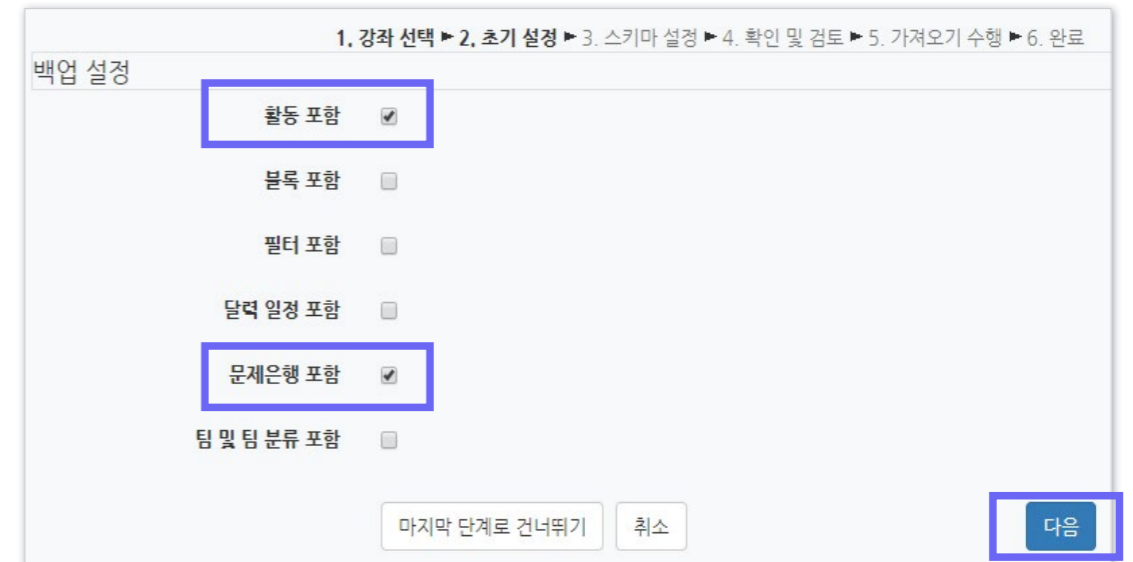 1. 강좌 선택 ► 2. 초기 설정 ► 3. 스키마 설정 ► 4. 확인 및 검토 ► 5. 가져오기 수행 ► 6. 완료
백업 설정
활동 포함
블록 포함
필터 포함
달력 일정 포함
문제은행 포함
팀 및 팀 분류 포함
마지막 단계로 건너뛰기 취소 다음